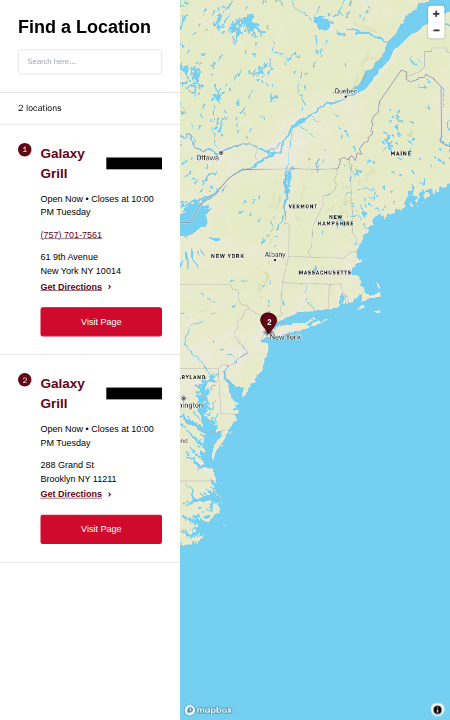 Find a Location
Search here...
2 locations
1
Galaxy
Grill
Open Now • Closes at 10:00
PM Tuesday
(757) 701-7561
61 9th Avenue
New York NY 10014
Get Directions ›
Visit Page
2
Galaxy
Grill
Open Now • Closes at 10:00
PM Tuesday
288 Grand St
Brooklyn NY 11211
Get Directions ›
Visit Page
+
−
Quebec
Ottawa
MAINE
VERMONT
NEW
HAMPSHIRE
NEW YORK
Albany
MASSACHUSETTS
2
New York
RYLAND
hington
nd
mapbox
i